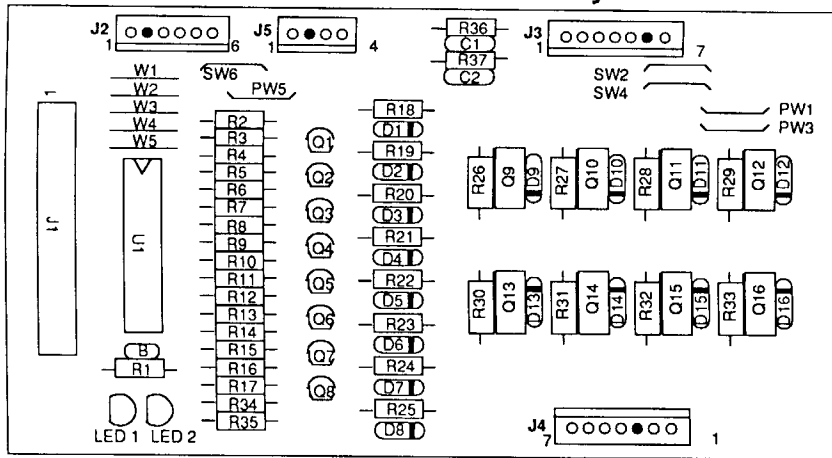 J2
1
6
J5
1
4
R36
C1
R37
C2
J3
1
7
SW6
PW5
SW2
SW4
PW1
PW3
W1
W2
W3
W4
W5
1
J1
U1
B
R1
LED 1
LED 2
R2
R3
R4
R5
R6
R7
R8
R9
R10
R11
R12
R13
R14
R15
R16
R17
R34
R35
Q1
Q2
Q3
Q4
Q5
Q6
Q7
Q8
R18
D1
R19
D2
R20
D3
R21
D4
R22
D5
R23
D6
R24
D7
R25
D8
R26
Q9
D9
R27
Q10
D10
R28
Q11
D11
R29
Q12
D12
R30
Q13
D13
R31
Q14
D14
R32
Q15
D15
R33
Q16
D16
J4
7
1